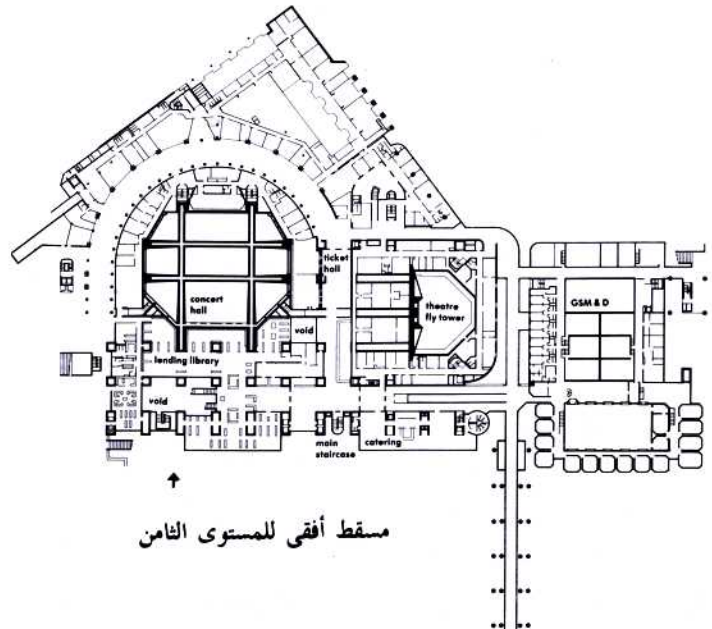 ticket
hall
concert
hall
theatre
fly tower
GSM & D
void
lending library
void
main
staircase
catering
مسقط أفقى للمستوى الثامن